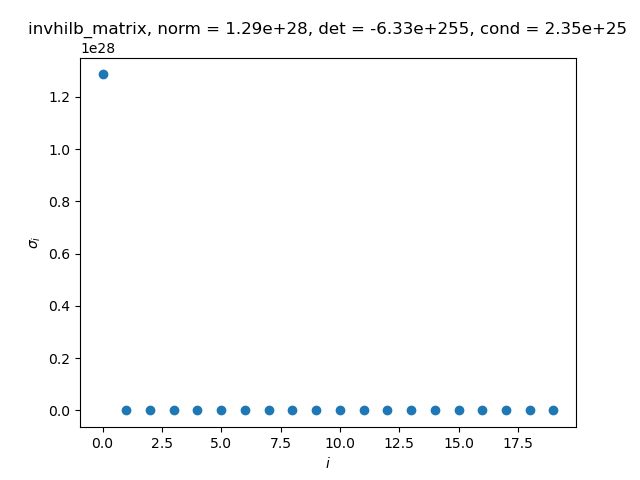 invhilb_matrix, norm = 1.29e+28, det = -6.33e+255, cond = 2.35e+25
1e28
1.2
1.0
0.8
0.6
0.4
0.2
0.0
σi
0.0 2.5 5.0 7.5 10.0 12.5 15.0 17.5
i